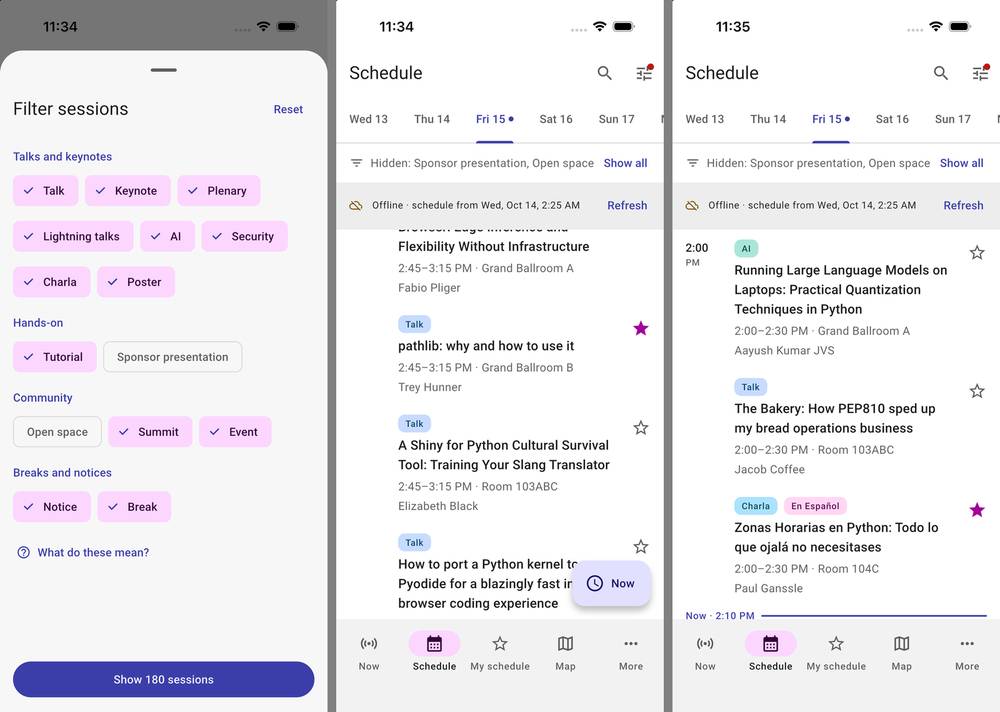 11:34
Filter sessions
Reset
Talks and keynotes
Talk
Keynote
Plenary
Lightning talks
AI
Security
Charla
Poster
Hands-on
Tutorial
Sponsor presentation
Community
Open space
Summit
Event
Breaks and notices
Notice
Break
What do these mean?
Show 180 sessions
11:34
Schedule
Wed 13 Thu 14 Fri 15 • Sat 16 Sun 17
Hidden: Sponsor presentation, Open space Show all
Offline · schedule from Wed, Oct 14, 2:25 AM Refresh
Browser: Edge Inference and
Flexibility Without Infrastructure
2:45–3:15 PM · Grand Ballroom A
Fabio Pliger
Talk
pathlib: why and how to use it
2:45–3:15 PM · Grand Ballroom B
Trey Hunner
Talk
A Shiny for Python Cultural Survival
Tool: Training Your Slang Translator
2:45–3:15 PM · Room 103ABC
Elizabeth Black
Talk
How to port a Python kernel to
Pyodide for a blazingly fast in
browser coding experience
Now
Now Schedule My schedule Map More
11:35
Schedule
Wed 13 Thu 14 Fri 15 • Sat 16 Sun 17
Hidden: Sponsor presentation, Open space Show all
Offline · schedule from Wed, Oct 14, 2:25 AM Refresh
2:00
PM
AI
Running Large Language Models on
Laptops: Practical Quantization
Techniques in Python
2:00–2:30 PM · Grand Ballroom A
Aayush Kumar JVS
Talk
The Bakery: How PEP810 sped up
my bread operations business
2:00–2:30 PM · Room 103ABC
Jacob Coffee
Charla En Español
Zonas Horarias en Python: Todo lo
que ojalá no necesitases
2:00–2:30 PM · Room 104C
Paul Ganssle
Now · 2:10 PM
Now Schedule My schedule Map More